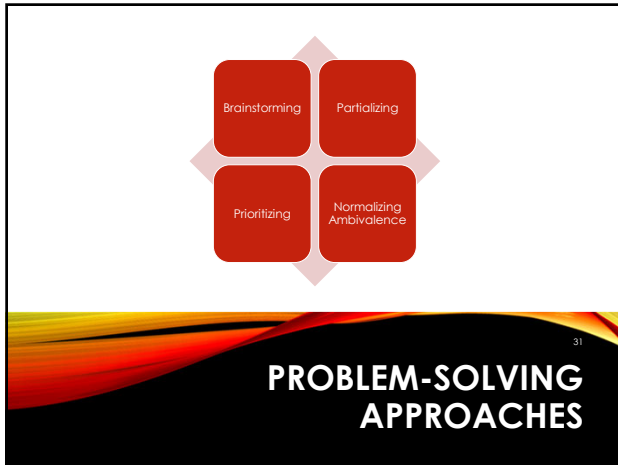 Brainstorming
Partializing
Prioritizing
Normalizing
Ambivalence
31
PROBLEM-SOLVING
APPROACHES